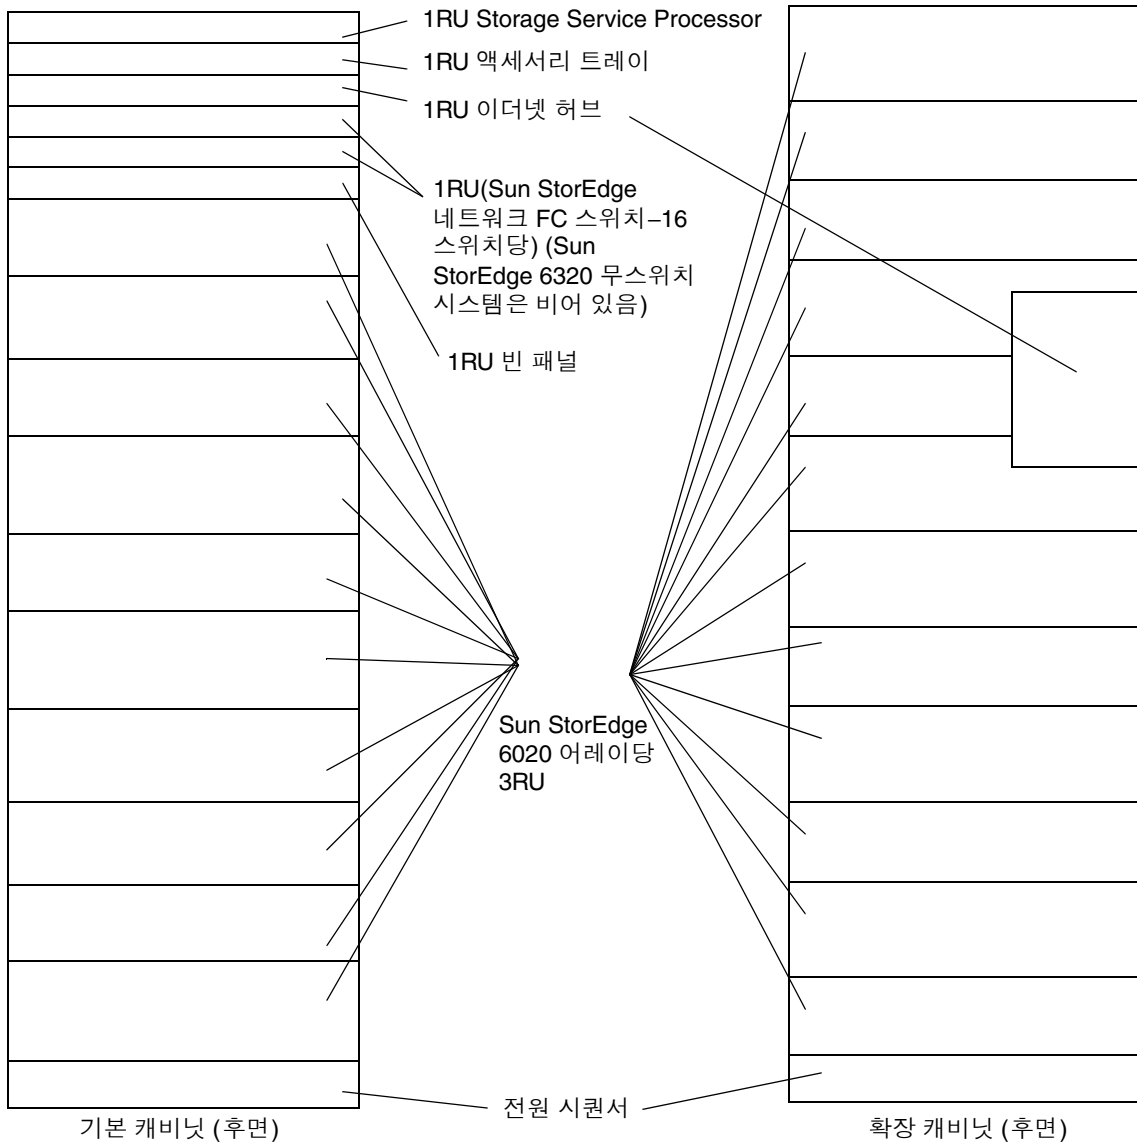 1RU Storage Service Processor
1RU 액세서리 트레이
1RU 이더넷 허브
1RU(Sun StorEdge
네트워크 FC 스위치–16
스위치당) (Sun
StorEdge 6320 무스위치
시스템은 비어 있음)
1RU 빈 패널
Sun StorEdge
6020 어레이당
3RU
전원 시퀀서
기본 캐비닛 (후면)
확장 캐비닛 (후면)